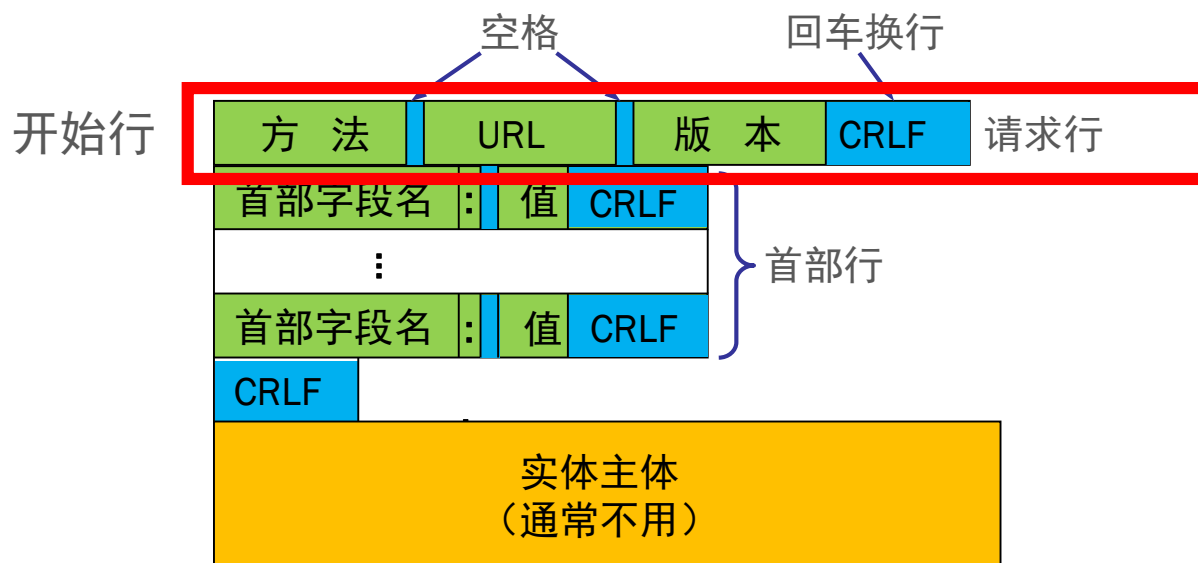 空格 回车换行
开始行 方 法 URL 版 本 CRLF 请求行
首部字段名 : 值 CRLF
⋮ 首部行
首部字段名 : 值 CRLF
CRLF
实体主体
（通常不用）